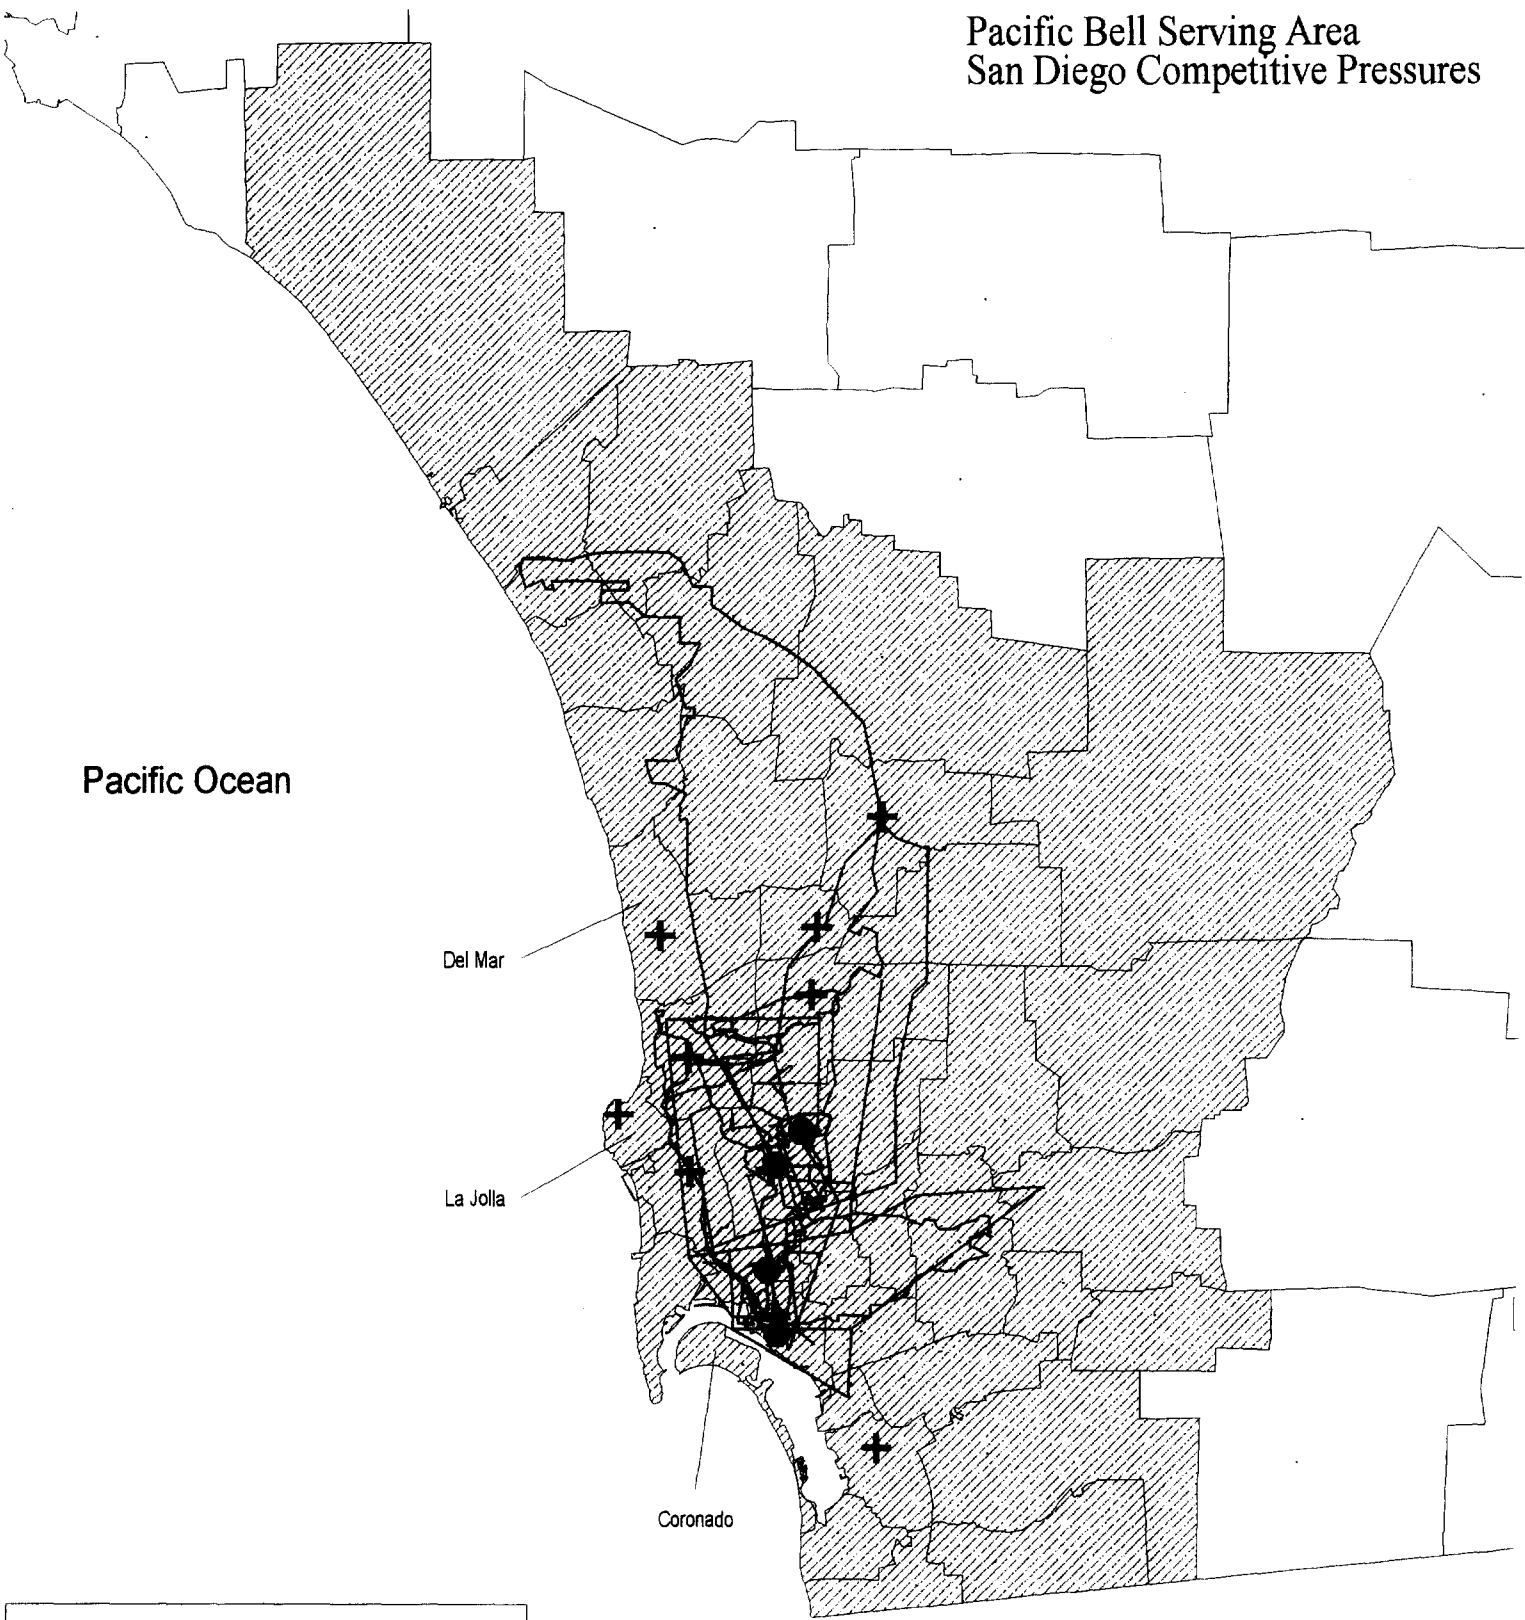 Pacific Bell Serving Area
San Diego Competitive Pressures
Pacific Ocean
Del Mar
La Jolla
Coronado